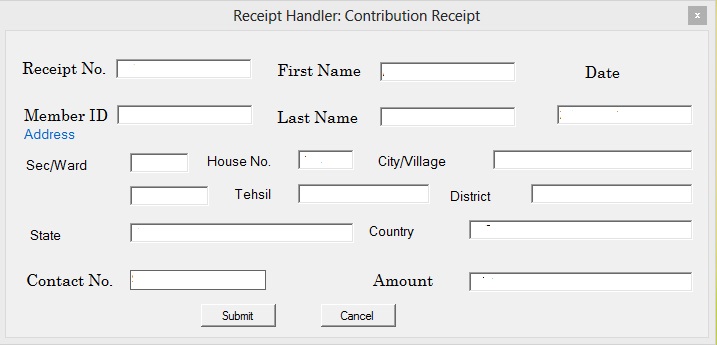 Receipt Handler: Contribution Receipt
x
Receipt No. First Name Date
Member ID Last Name
Address
Sec/Ward House No. City/Village
Tehsil District
State Country
Contact No. Amount
Submit Cancel